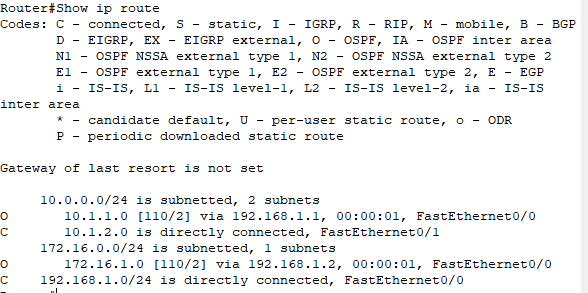 Router#Show ip route
Codes: C - connected, S - static, I - IGRP, R - RIP, M - mobile, B - BGP
       D - EIGRP, EX - EIGRP external, O - OSPF, IA - OSPF inter area
       N1 - OSPF NSSA external type 1, N2 - OSPF NSSA external type 2
       E1 - OSPF external type 1, E2 - OSPF external type 2, E - EGP
       i - IS-IS, L1 - IS-IS level-1, L2 - IS-IS level-2, ia - IS-IS
inter area
       * - candidate default, U - per-user static route, o - ODR
       P - periodic downloaded static route

Gateway of last resort is not set

     10.0.0.0/24 is subnetted, 2 subnets
O       10.1.1.0 [110/2] via 192.168.1.1, 00:00:01, FastEthernet0/0
C       10.1.2.0 is directly connected, FastEthernet0/1
     172.16.0.0/24 is subnetted, 1 subnets
O       172.16.1.0 [110/2] via 192.168.1.2, 00:00:01, FastEthernet0/0
C    192.168.1.0/24 is directly connected, FastEthernet0/0